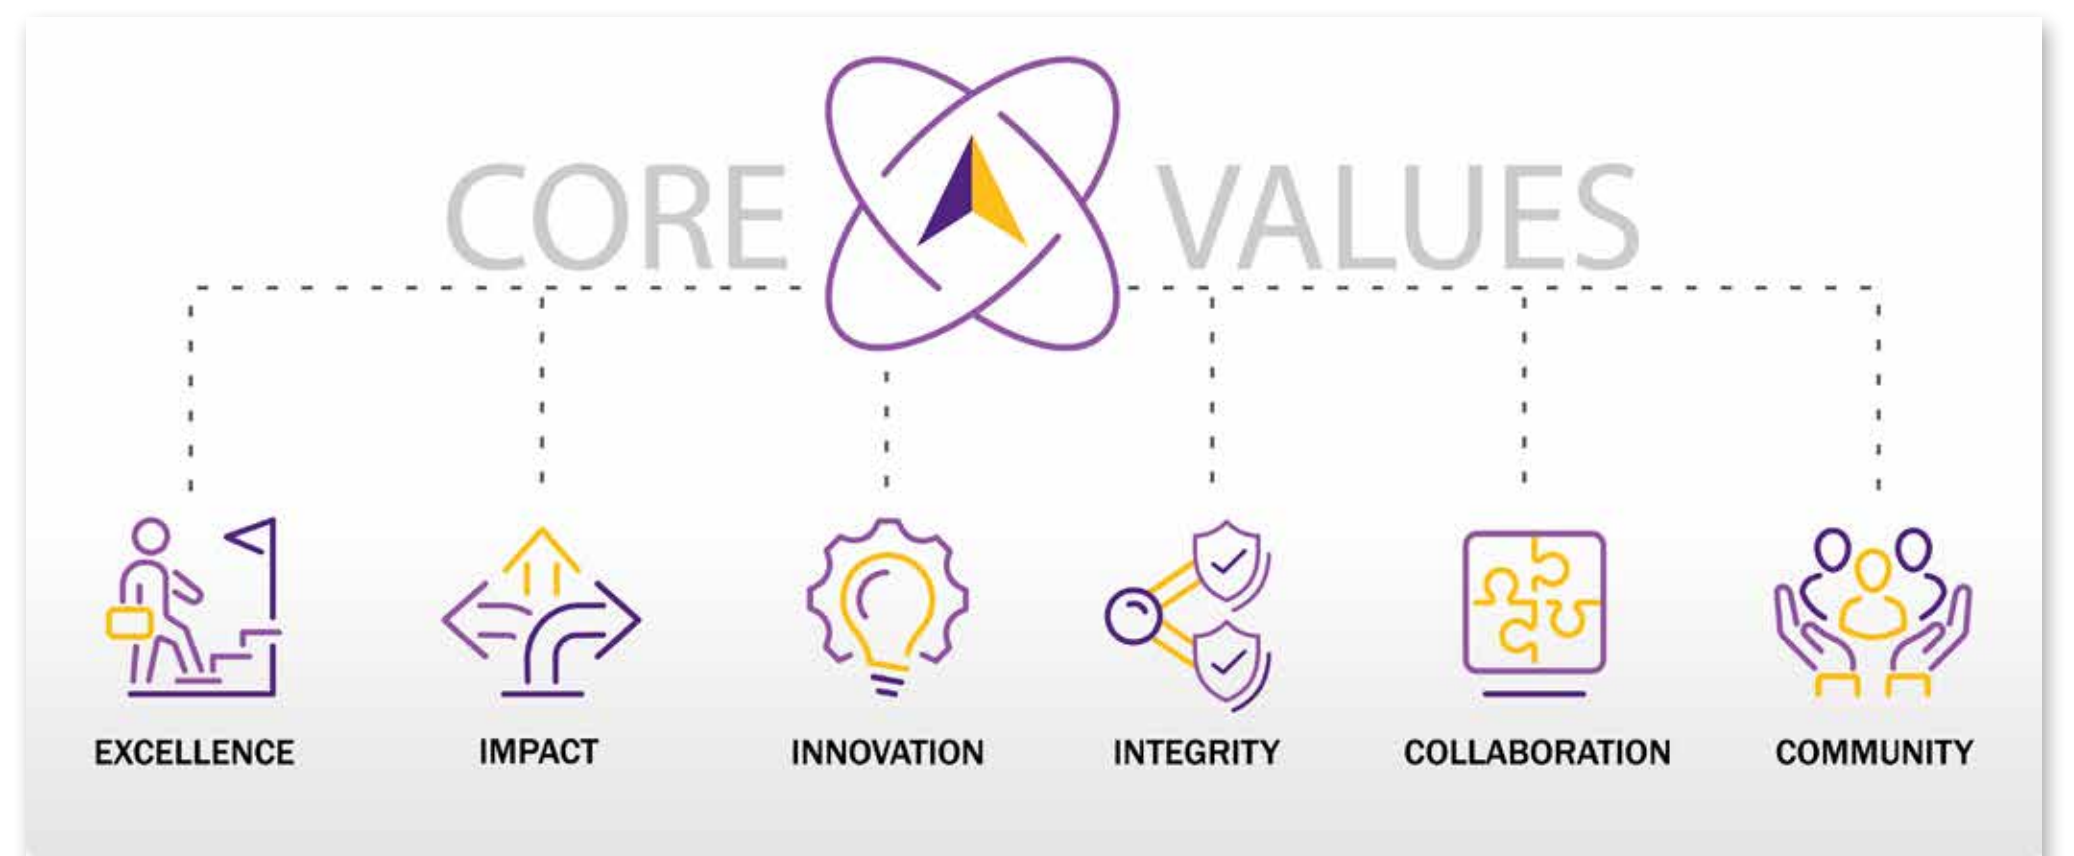 CORE VALUES
EXCELLENCE
IMPACT
INNOVATION
INTEGRITY
COLLABORATION
COMMUNITY